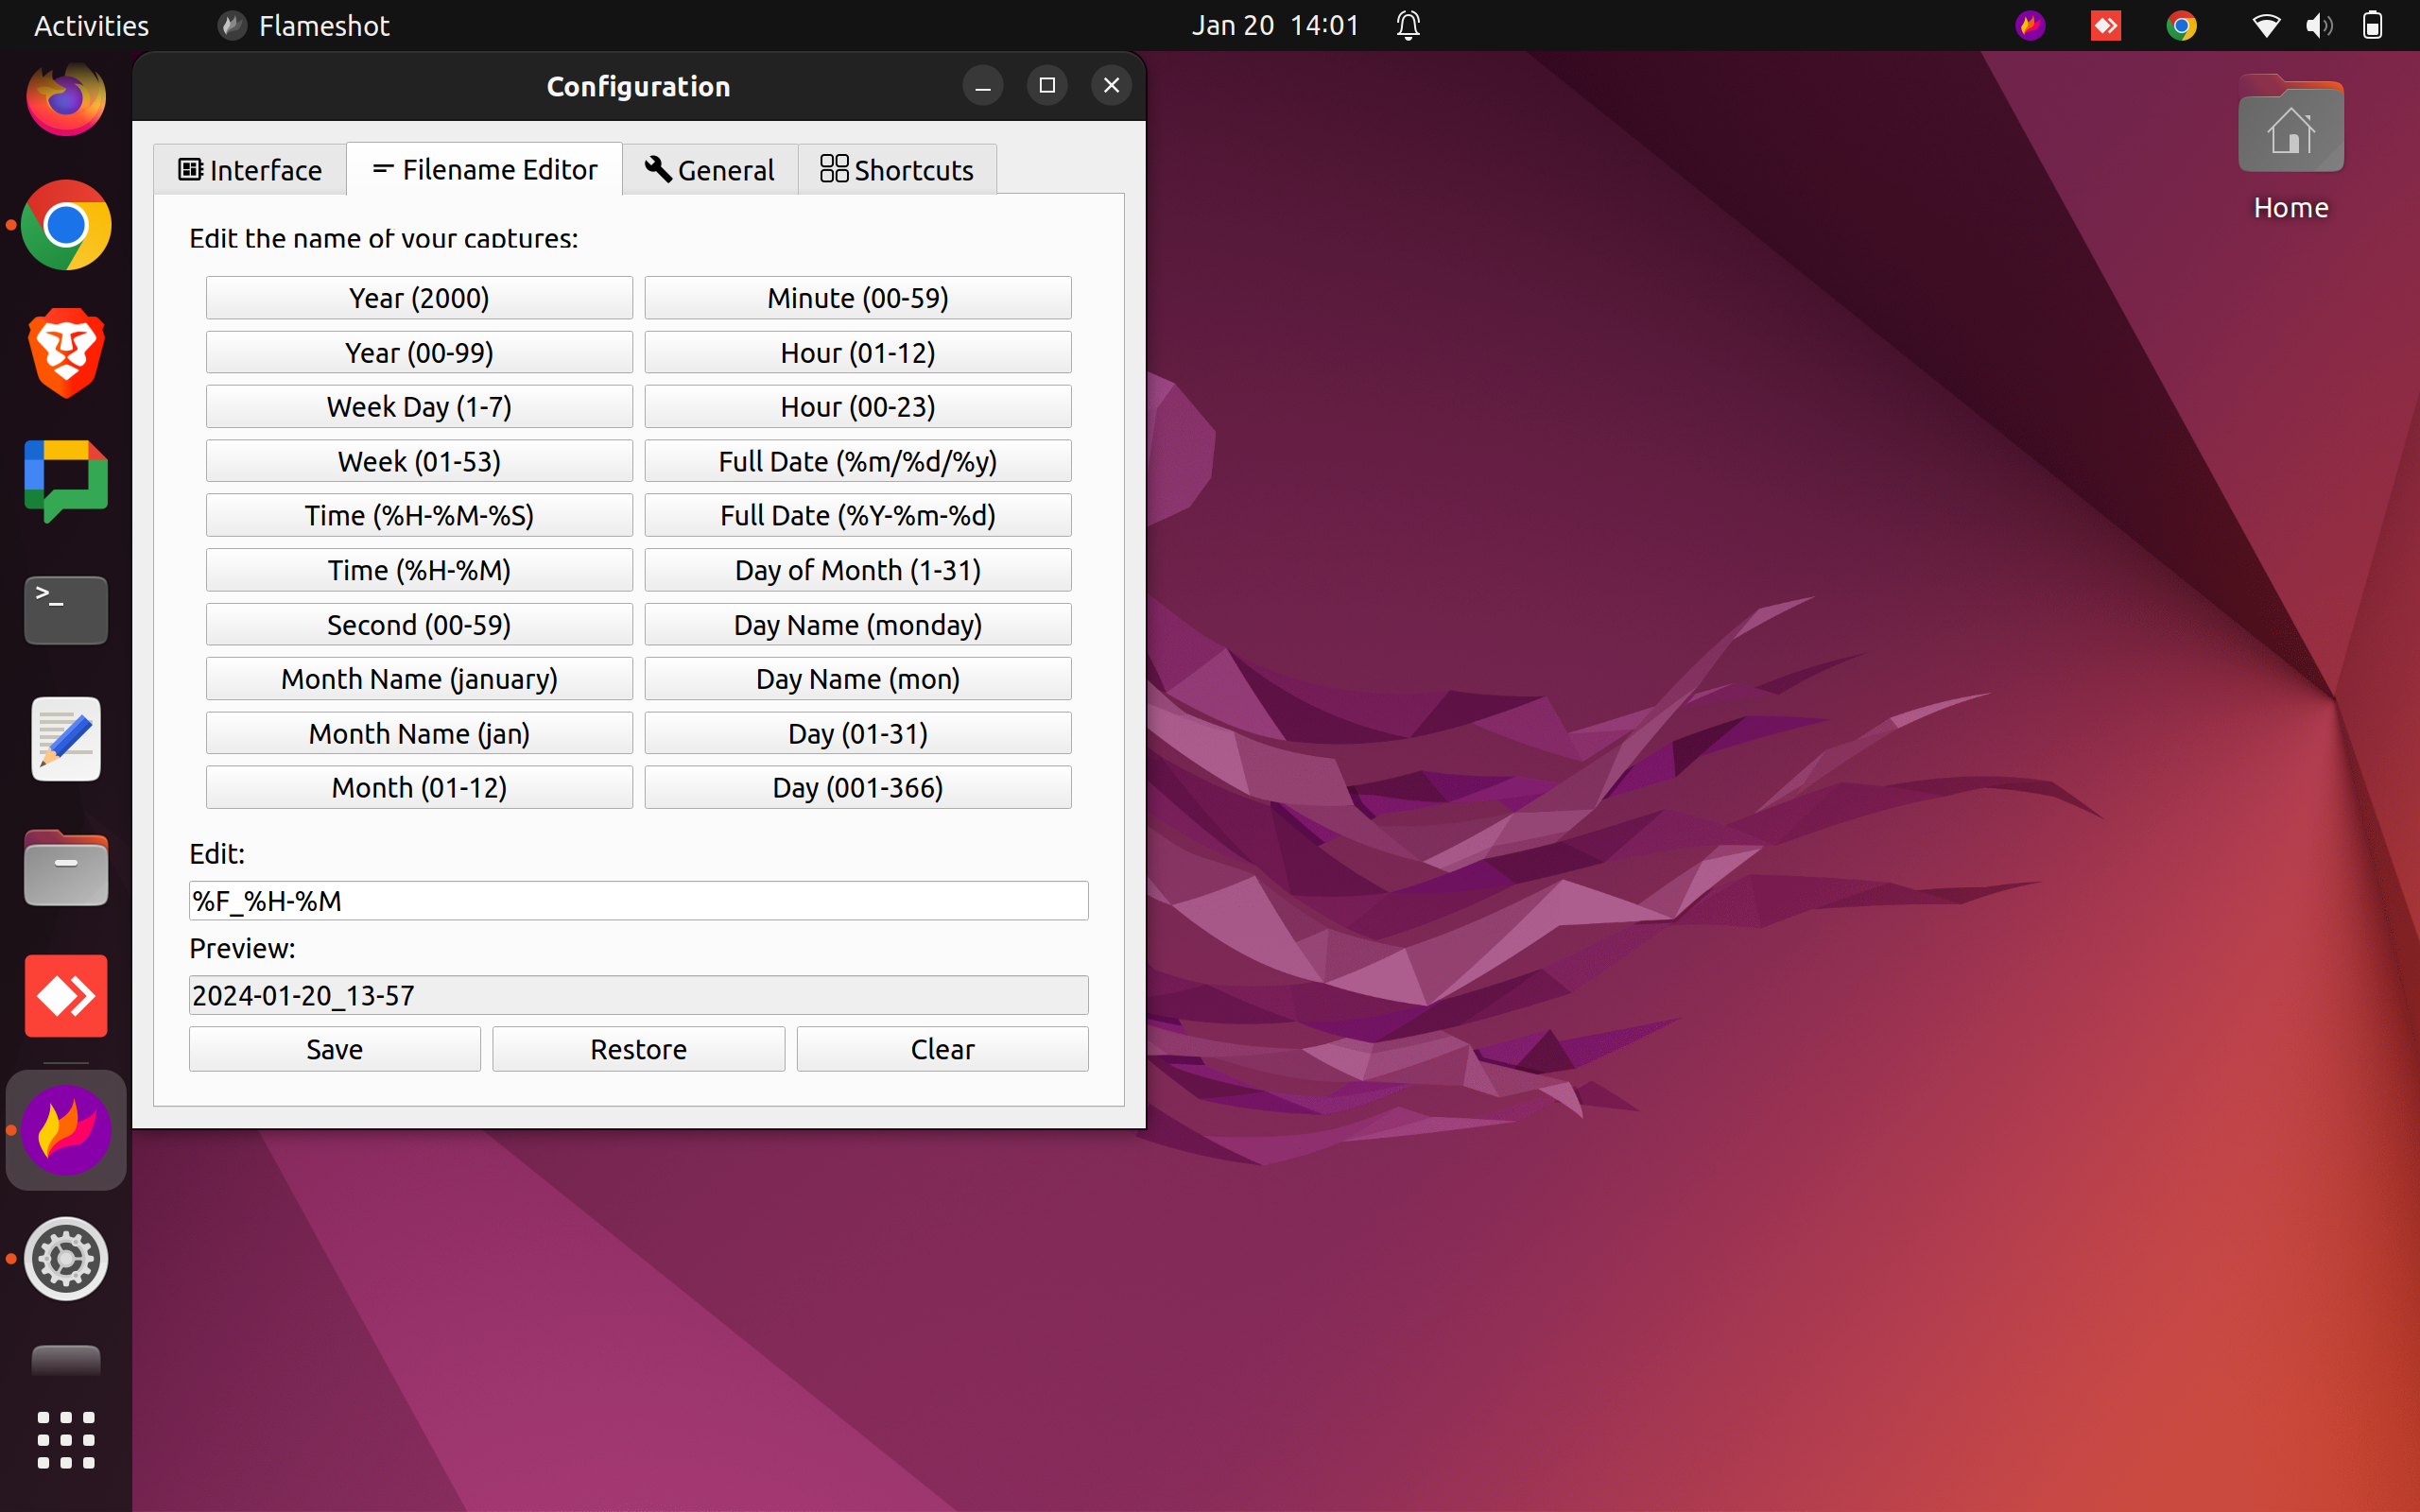 Activities
Flameshot
Jan 20 14:01
Configuration
Interface
Filename Editor
General
Shortcuts
Edit the name of your captures:
Year (2000)
Minute (00-59)
Year (00-99)
Hour (01-12)
Week Day (1-7)
Hour (00-23)
Week (01-53)
Full Date (%m/%d/%y)
Time (%H-%M-%S)
Full Date (%Y-%m-%d)
Time (%H-%M)
Day of Month (1-31)
Second (00-59)
Day Name (monday)
Month Name (january)
Day Name (mon)
Month Name (jan)
Day (01-31)
Month (01-12)
Day (001-366)
Edit:
%F_%H-%M
Preview:
2024-01-20_13-57
Save
Restore
Clear
Home
>_